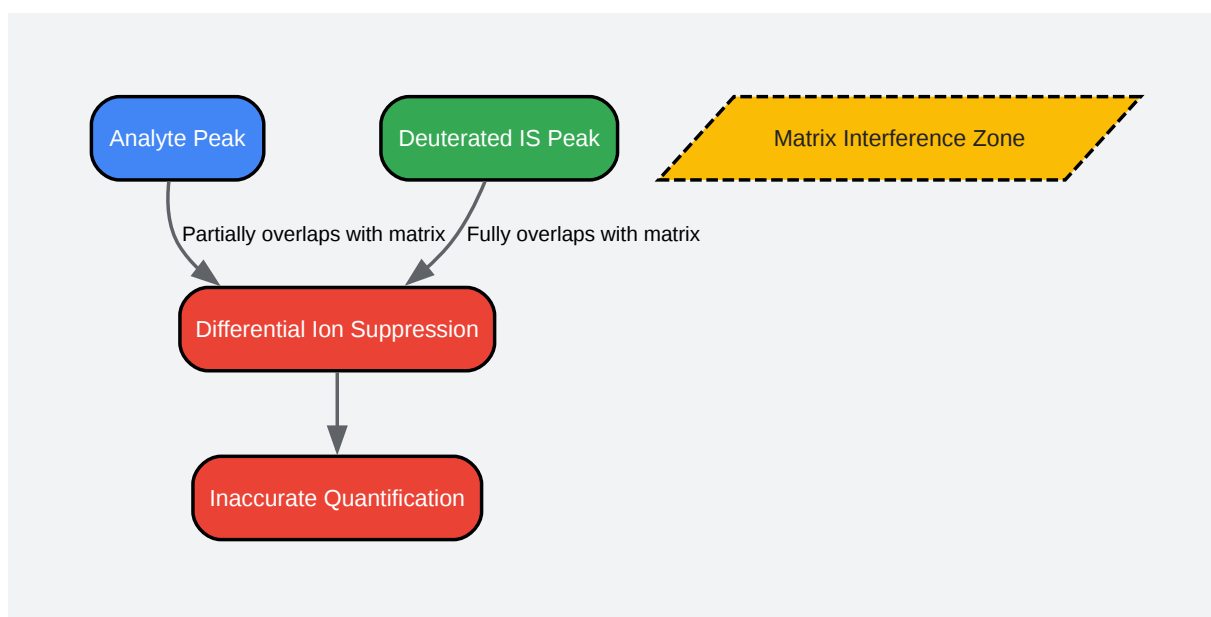 Analyte Peak
Deuterated IS Peak
Matrix Interference Zone
Partially overlaps with matrix
Fully overlaps with matrix
Differential Ion Suppression
Inaccurate Quantification